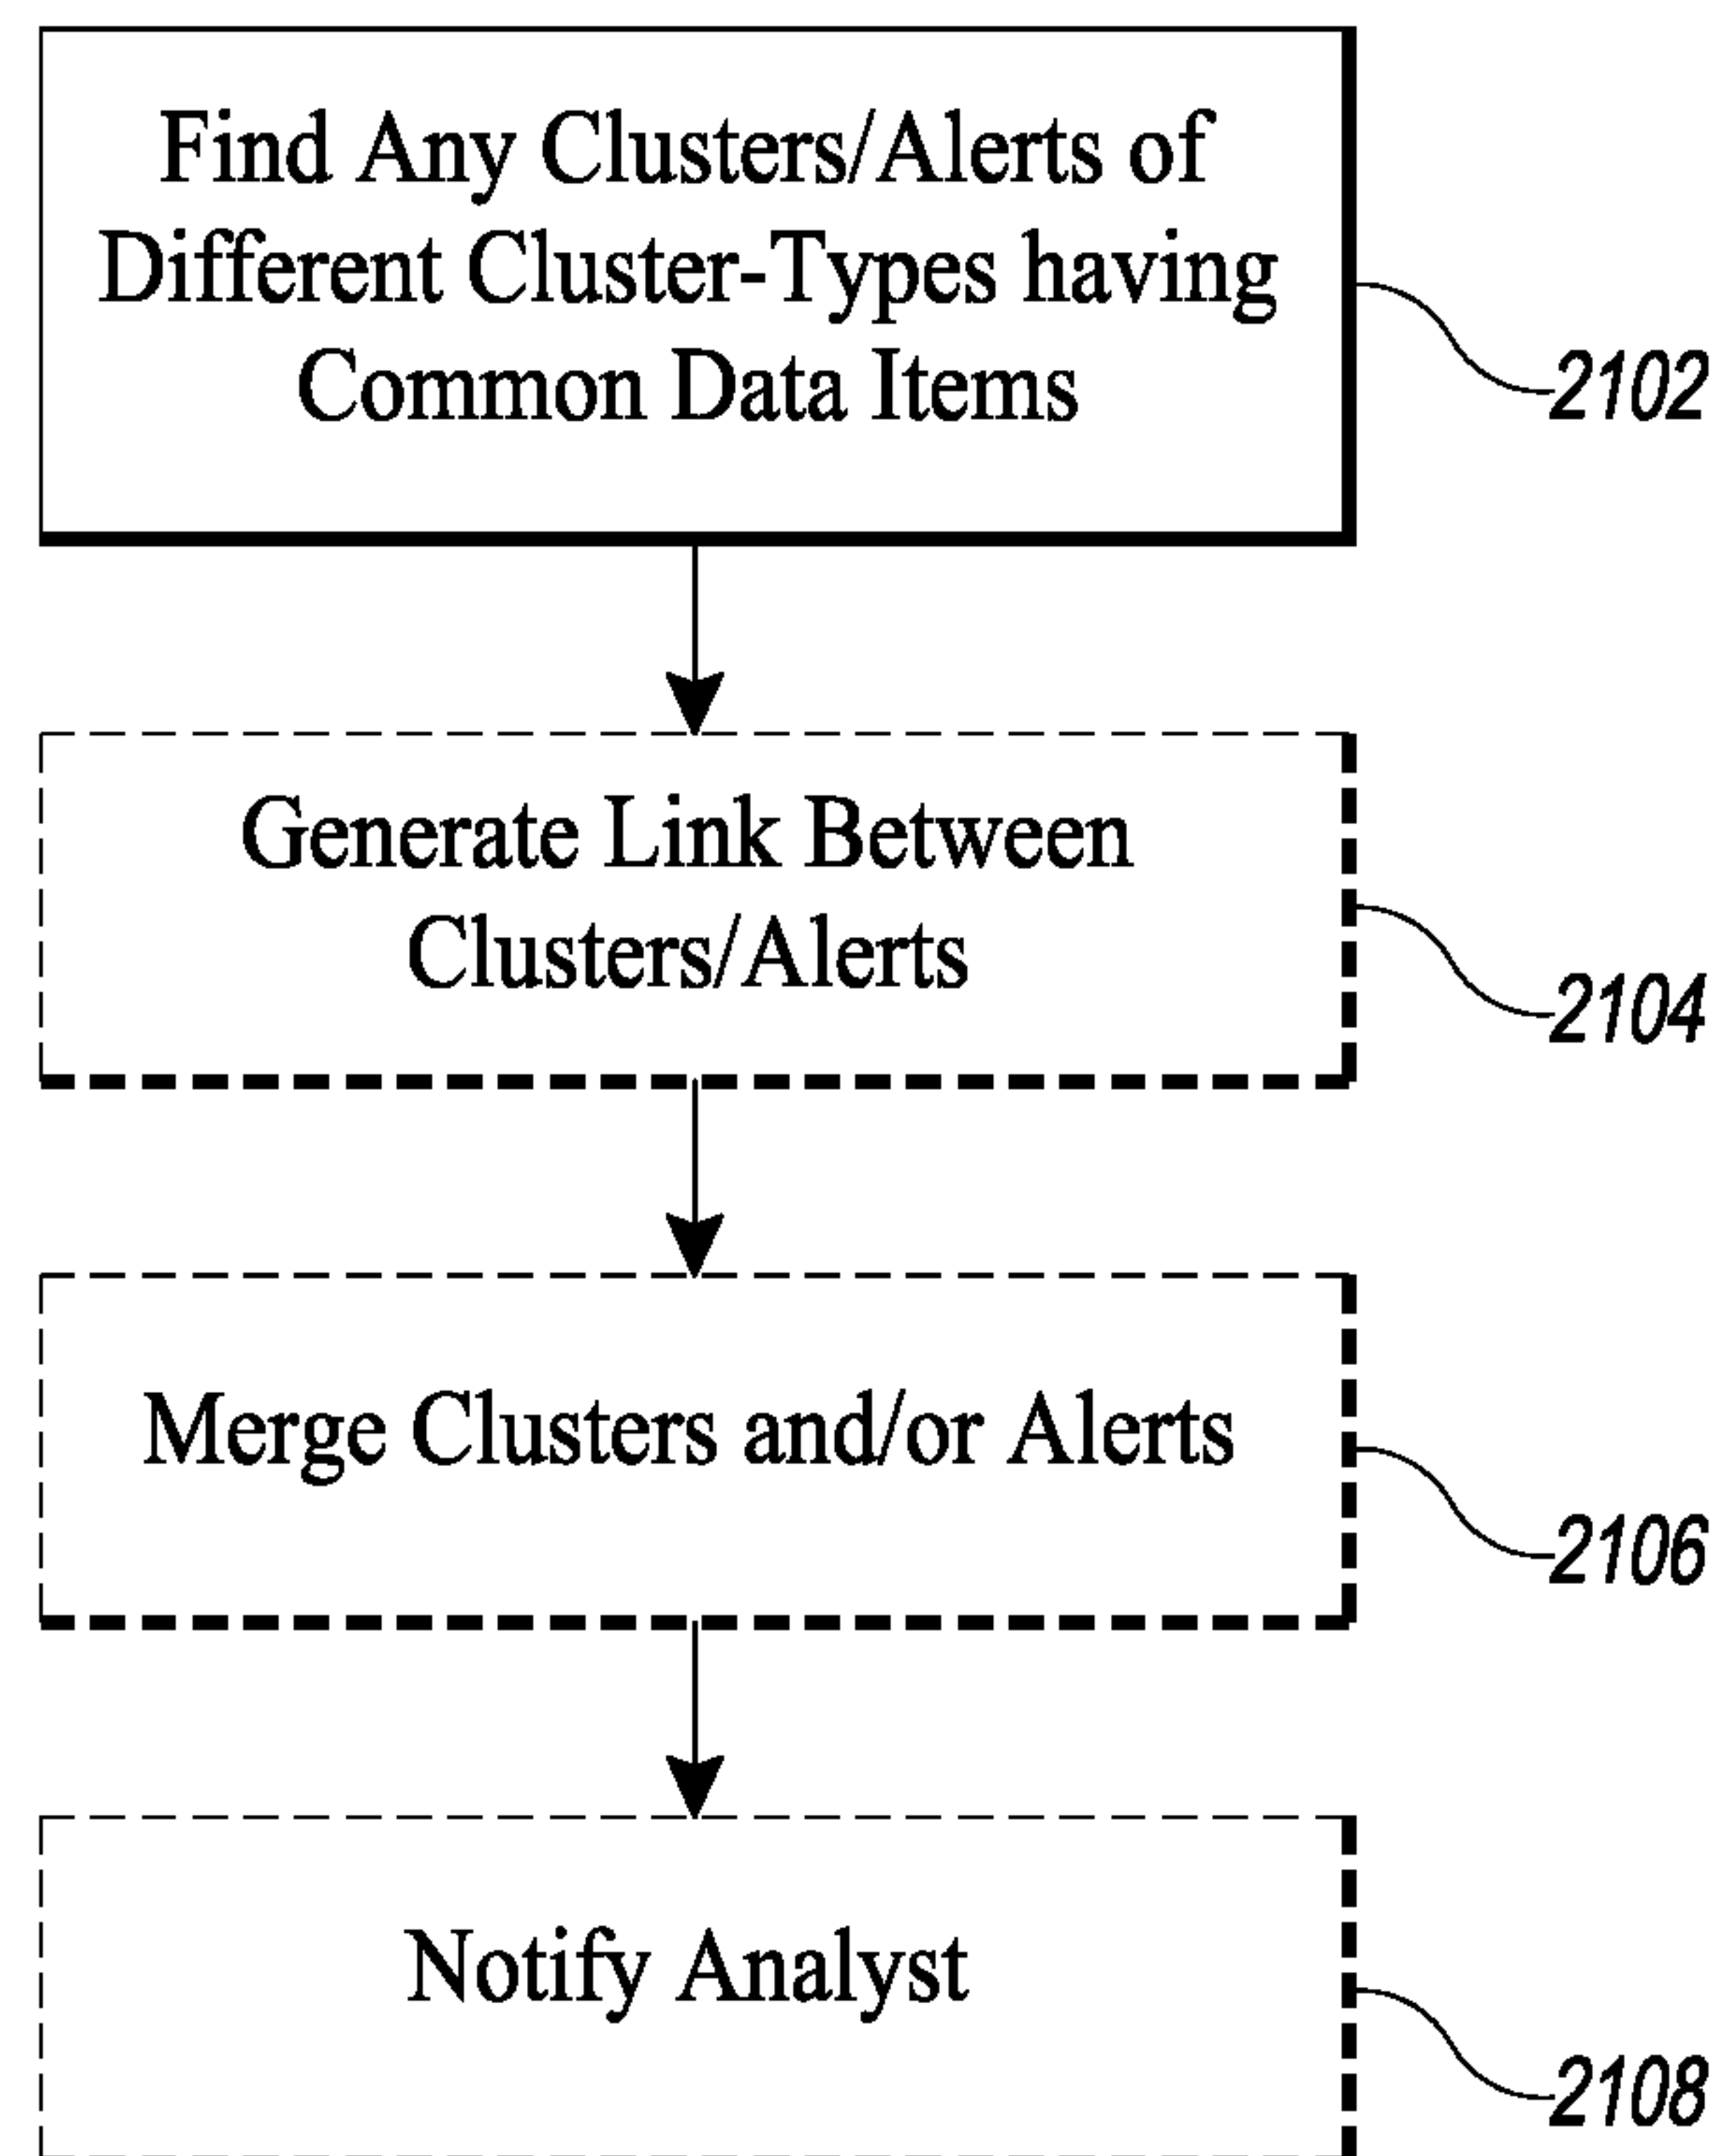 Find Any Clusters/Alerts of
Different Cluster-Types having
Common Data Items
2102
Generate Link Between
Clusters/Alerts
2104
Merge Clusters and/or Alerts
2106
Notify Analyst
2108